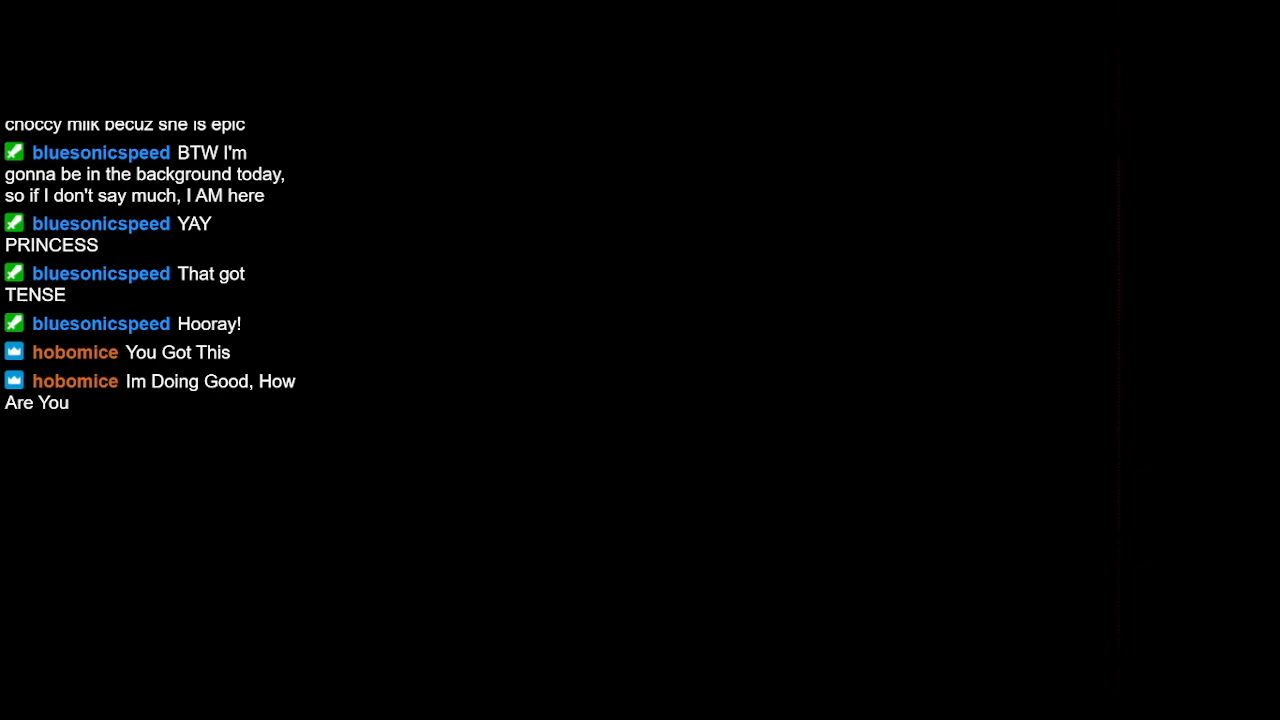 choccy milk becuz she is epic
bluesonicspeed BTW I'm
gonna be in the background today,
so if I don't say much, I AM here
bluesonicspeed YAY
PRINCESS
bluesonicspeed That got
TENSE
bluesonicspeed Hooray!
hobomice You Got This
hobomice Im Doing Good, How
Are You